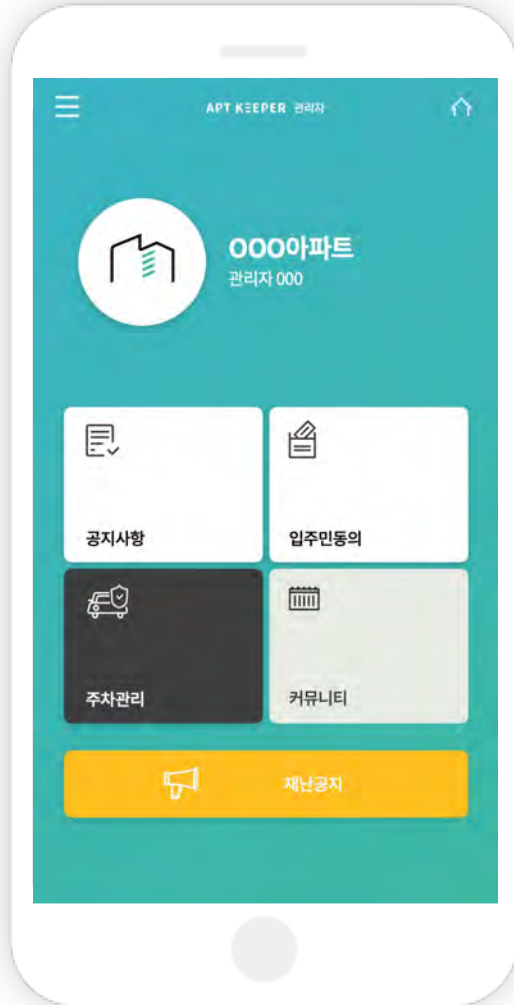 APT KEEPER 관리자
OOO아파트
관리자 000
공지사항
입주민동의
주차관리
커뮤니티
재난공지